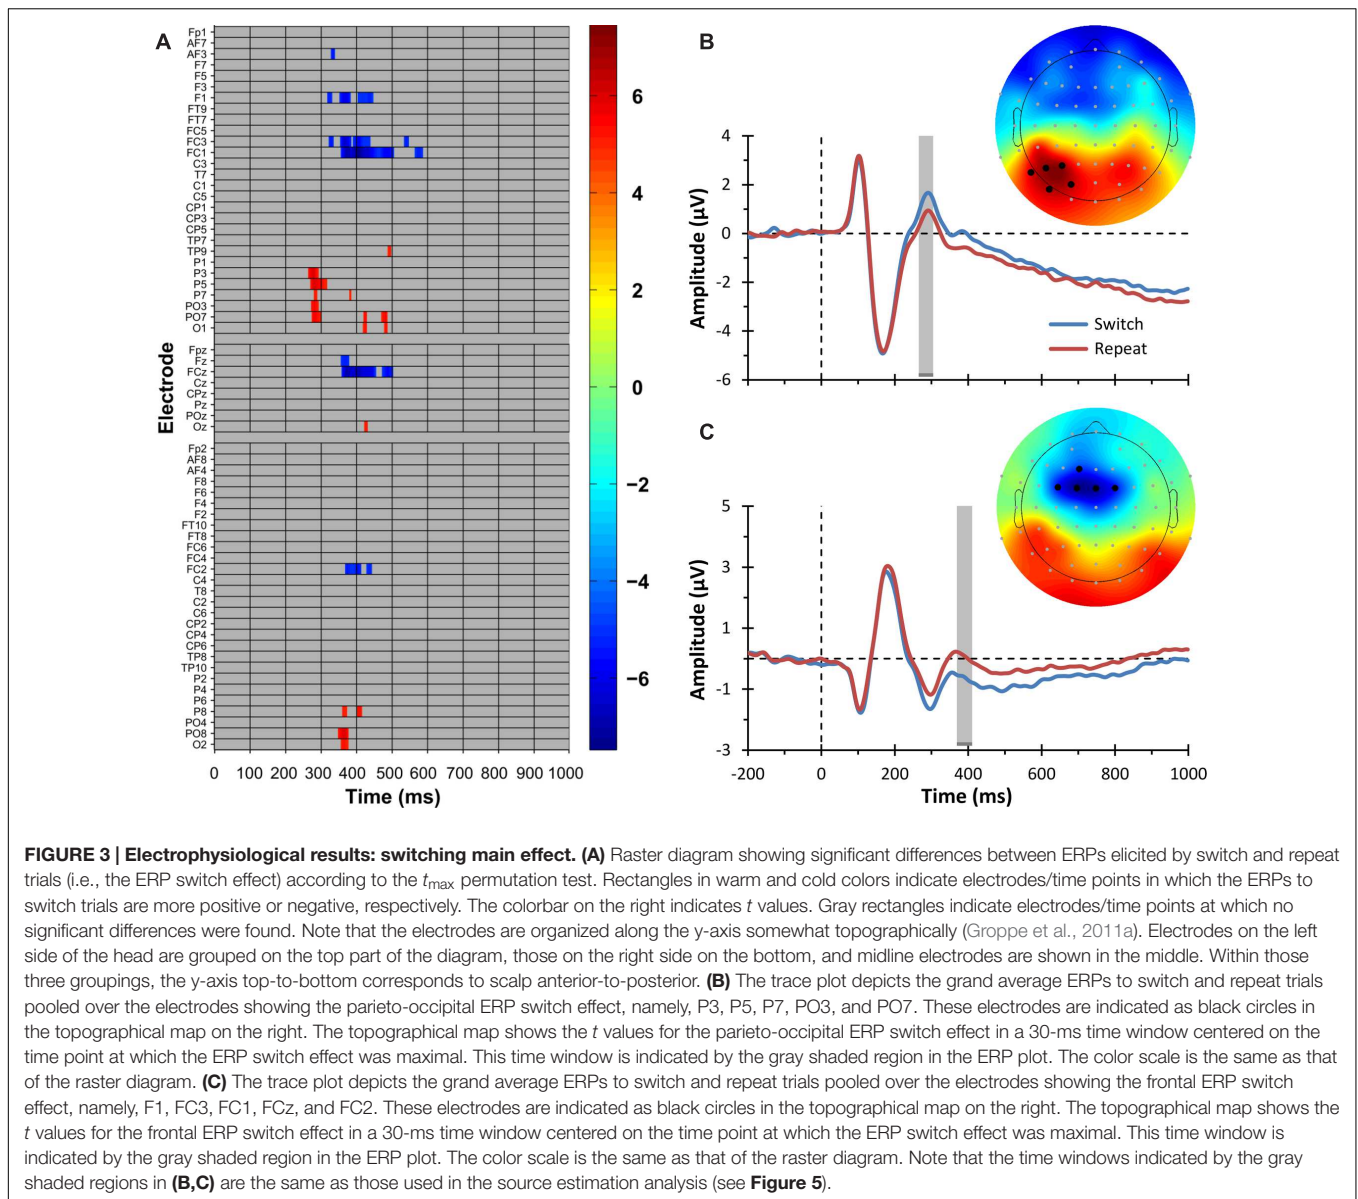 A
Fp1
AF7
AF3
F7
F5
F3
F1
FT9
FT7
FC5
FC3
FC1
C3
T7
C1
C5
CP1
CP3
CP5
TP7
TP9
P1
P3
P5
P7
PO3
PO7
O1
Fpz
Fz
FCz
Cz
CPz
Pz
POz
Oz
Fp2
AF8
AF4
F8
F6
F4
F2
FT10
FT8
FC6
FC4
FC2
C4
T8
C2
C6
CP2
CP4
CP6
TP8
TP10
P2
P4
P6
P8
PO4
PO8
O2
Electrode
0 100 200 300 400 500 600 700 800 900 1000
Time (ms)
6
4
2
0
−2
−4
−6
B
4
2
0
-2
-4
-6
Amplitude (µV)
Switch
Repeat
C
5
3
1
-1
-3
Amplitude (µV)
-200 0 200 400 600 800 1000
Time (ms)
FIGURE 3 | Electrophysiological results: switching main effect. (A) Raster diagram showing significant differences between ERPs elicited by switch and repeat
trials (i.e., the ERP switch effect) according to the tmax permutation test. Rectangles in warm and cold colors indicate electrodes/time points in which the ERPs to
switch trials are more positive or negative, respectively. The colorbar on the right indicates t values. Gray rectangles indicate electrodes/time points at which no
significant differences were found. Note that the electrodes are organized along the y-axis somewhat topographically (Groppe et al., 2011a). Electrodes on the left
side of the head are grouped on the top part of the diagram, those on the right side on the bottom, and midline electrodes are shown in the middle. Within those
three groupings, the y-axis top-to-bottom corresponds to scalp anterior-to-posterior. (B) The trace plot depicts the grand average ERPs to switch and repeat trials
pooled over the electrodes showing the parieto-occipital ERP switch effect, namely, P3, P5, P7, PO3, and PO7. These electrodes are indicated as black circles in
the topographical map on the right. The topographical map shows the t values for the parieto-occipital ERP switch effect in a 30-ms time window centered on the
time point at which the ERP switch effect was maximal. This time window is indicated by the gray shaded region in the ERP plot. The color scale is the same as that
of the raster diagram. (C) The trace plot depicts the grand average ERPs to switch and repeat trials pooled over the electrodes showing the frontal ERP switch
effect, namely, F1, FC3, FC1, FCz, and FC2. These electrodes are indicated as black circles in the topographical map on the right. The topographical map shows the
t values for the frontal ERP switch effect in a 30-ms time window centered on the time point at which the ERP switch effect was maximal. This time window is
indicated by the gray shaded region in the ERP plot. The color scale is the same as that of the raster diagram. Note that the time windows indicated by the gray
shaded regions in (B,C) are the same as those used in the source estimation analysis (see Figure 5).